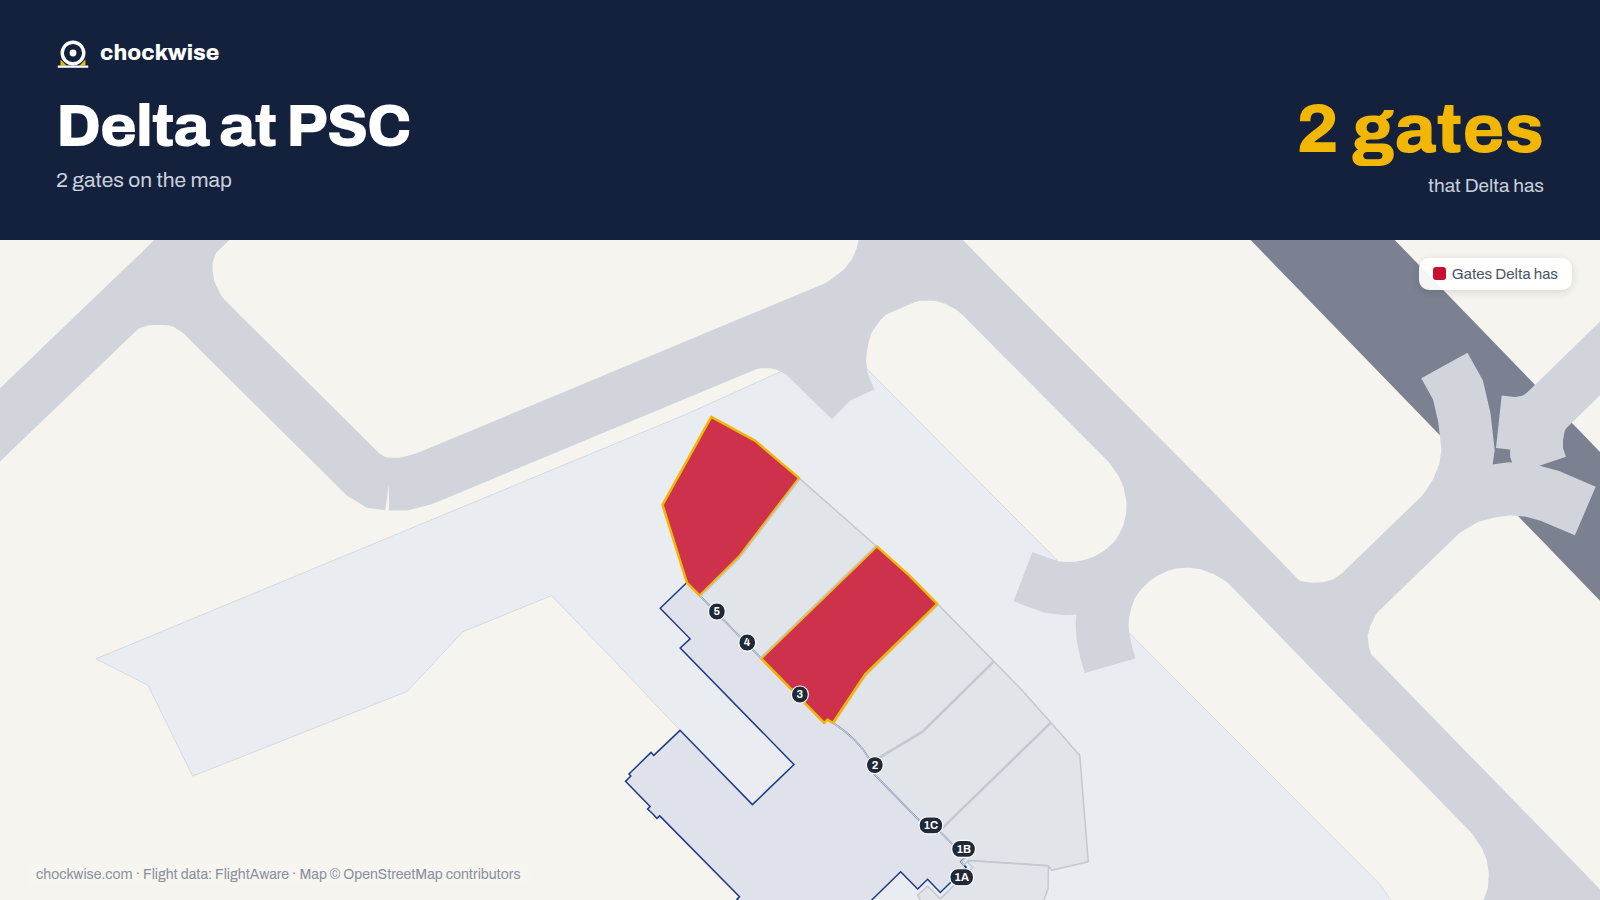 chockwise
Delta at PSC
2 gates on the map
2 gates
that Delta has
Gates Delta has
5
4
3
2
1C
1B
1A
chockwise.com · Flight data: FlightAware · Map © OpenStreetMap contributors